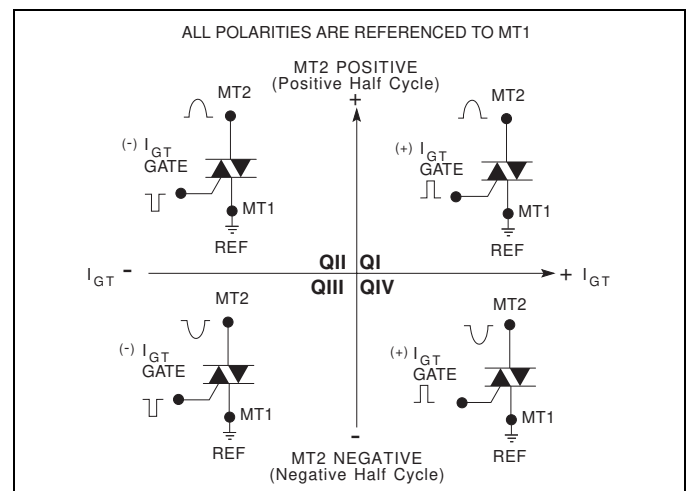 ALL POLARITIES ARE REFERENCED TO MT1
MT2 POSITIVE
(Positive Half Cycle)
+
MT2
(-) IGT
GATE
MT1
REF
MT2
(+) IGT
GATE
MT1
REF
IGT -
QII QI
QIII QIV
+ IGT
MT2
(-) IGT
GATE
MT1
REF
MT2
(+) IGT
GATE
MT1
REF
-
MT2 NEGATIVE
(Negative Half Cycle)